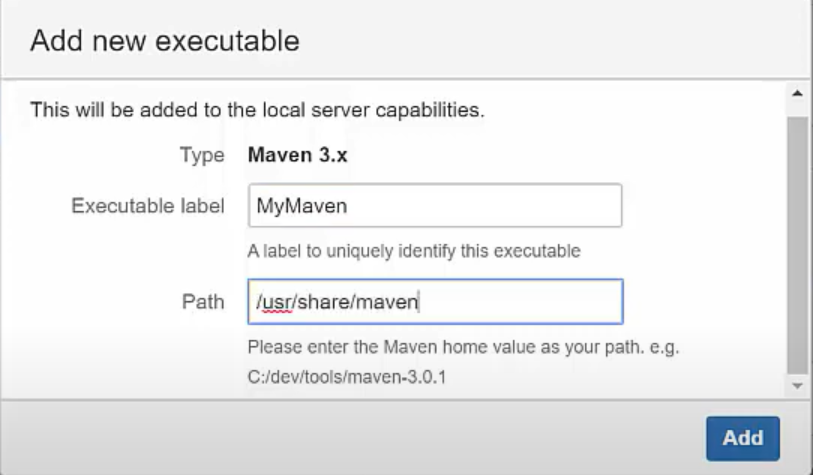 Add new executable
This will be added to the local server capabilities.
Type Maven 3.x
Executable label MyMaven
A label to uniquely identify this executable
Path /usr/share/maven
Please enter the Maven home value as your path. e.g.
C:/dev/tools/maven-3.0.1
Add